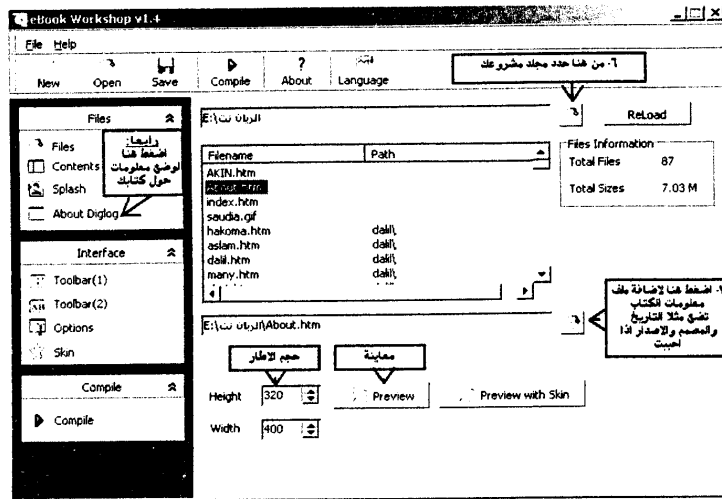 eBook Workshop v1.4
File Help
New Open Save Compile About Language
٦- من هنا حدد مجلد مشروعك
Files
Files
Contents
Splash
About Diglog
رابعا:
اضغط هنا
لوضع معلومات
حول كتابك
E:\الريان نت
ReLoad
Filename Path
AKIN.htm
About.htm
index.htm
saudia.gif
hakoma.htm dalil\
aslam.htm dalil\
dalil.htm dalil\
many.htm dalil\
Files Information
Total Files 87
Total Sizes 7.03 M
Interface
Toolbar(1)
Toolbar(2)
Options
Skin
E:\الريان نت\About.htm
٧- اضغط هنا لاضافة ملف
معلومات الكتاب
تضع مثلا التاريخ
والمصمم والاصدار اذا
احببت
حجم الاطار
معاينة
Height 320 Preview Preview with Skin
Width 400
Compile
Compile